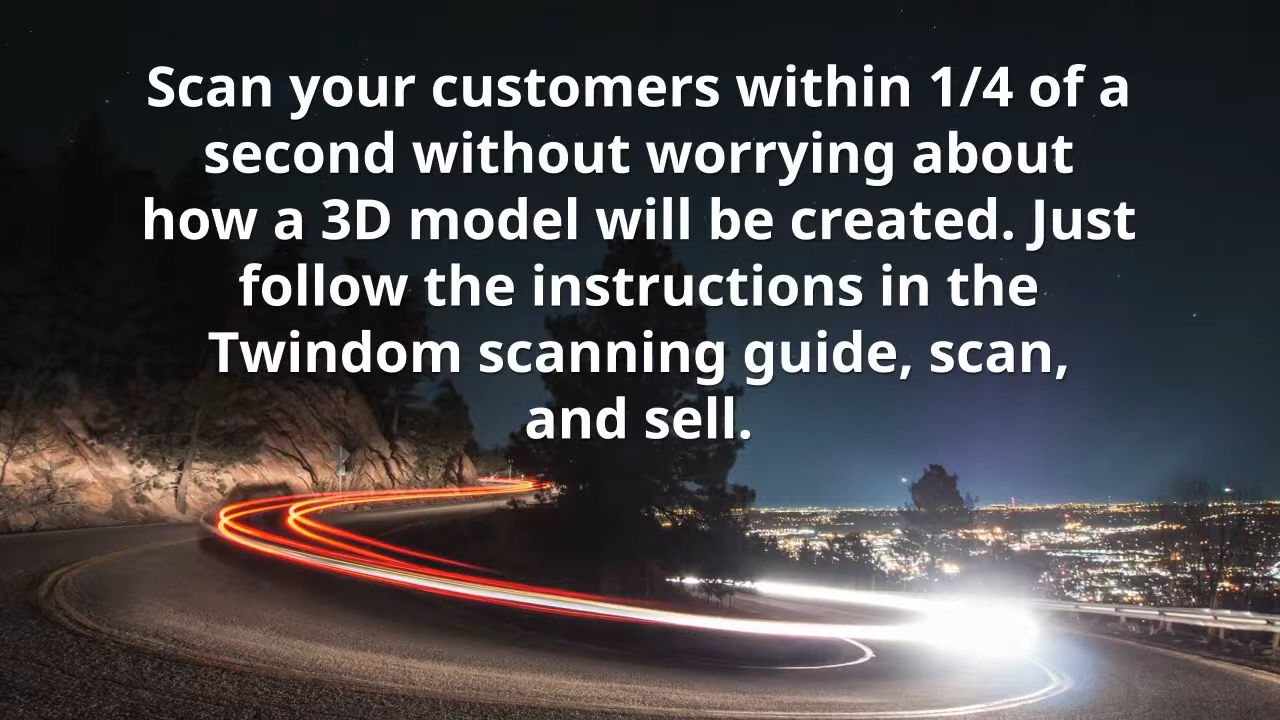 Scan your customers within 1/4 of a
second without worrying about
how a 3D model will be created. Just
follow the instructions in the
Twindom scanning guide, scan,
and sell.